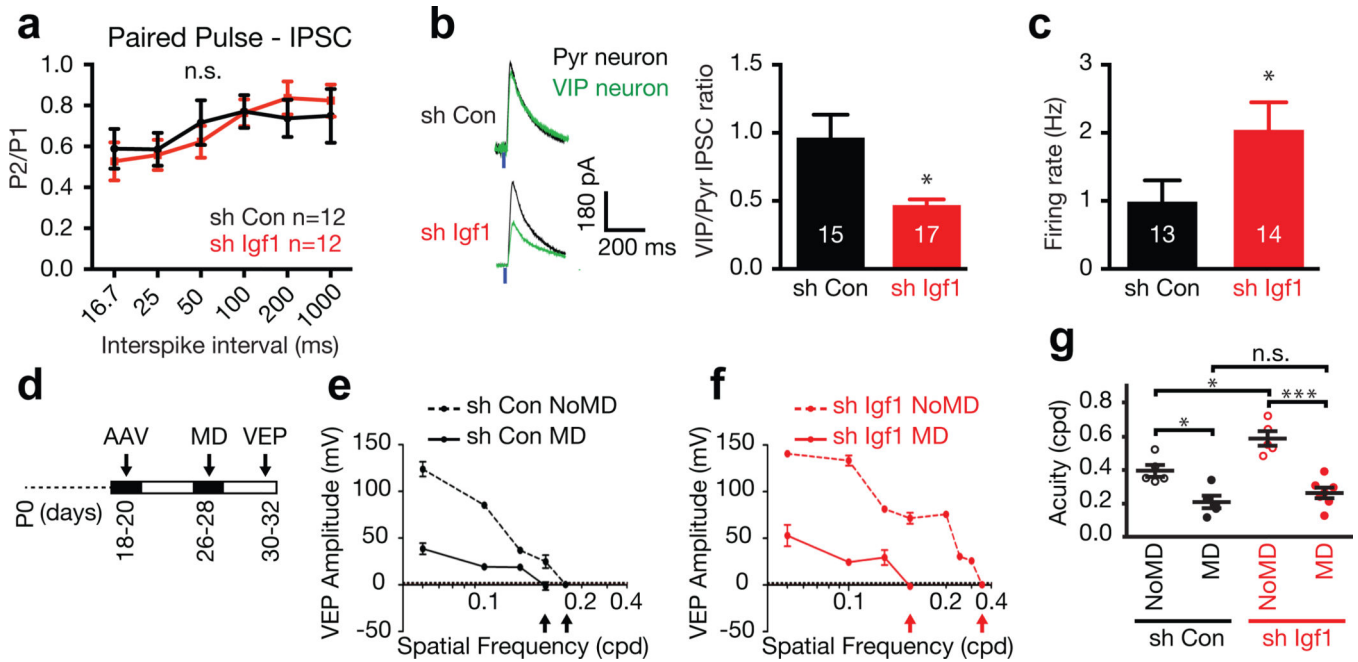 a
Paired Pulse - IPSC
n.s.
1.0
0.8
0.6
0.4
0.2
0.0
P2/P1
sh Con n=12
sh Igf1 n=12
16.7
25
50
100
200
1000
Interspike interval (ms)
b
Pyr neuron
VIP neuron
sh Con
sh Igf1
180 pA
200 ms
VIP/Pyr IPSC ratio
1.5
1.0
0.5
0.0
*
15
17
sh Con
sh Igf1
c
Firing rate (Hz)
3
2
1
0
*
13
14
sh Con
sh Igf1
d
AAV
MD
VEP
P0 (days)
18-20
26-28
30-32
e
sh Con NoMD
sh Con MD
VEP Amplitude (mV)
150
100
50
0
-50
0.1
0.2
0.4
Spatial Frequency (cpd)
f
sh Igf1 NoMD
sh Igf1 MD
VEP Amplitude (mV)
150
100
50
0
-50
0.1
0.2
0.4
Spatial Frequency (cpd)
g
n.s.
*
***
*
Acuity (cpd)
0.8
0.6
0.4
0.2
0.0
NoMD
MD
NoMD
MD
sh Con
sh Igf1